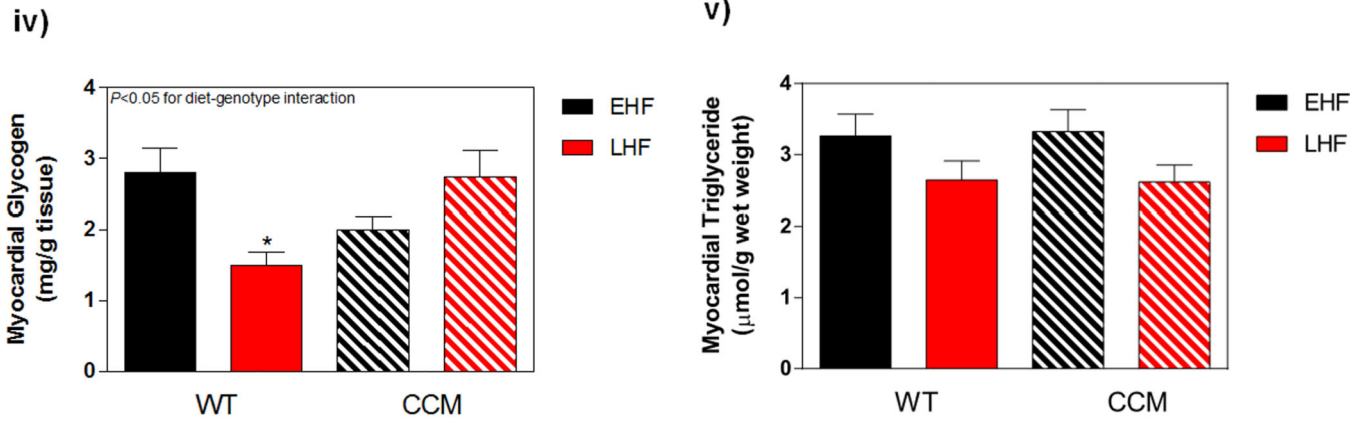 iv)
Myocardial Glycogen
(mg/g tissue)
4
3
2
1
0
P<0.05 for diet-genotype interaction
*
WT
CCM
EHF
LHF
v)
Myocardial Triglyceride
(μmol/g wet weight)
4
3
2
1
0
WT
CCM
EHF
LHF